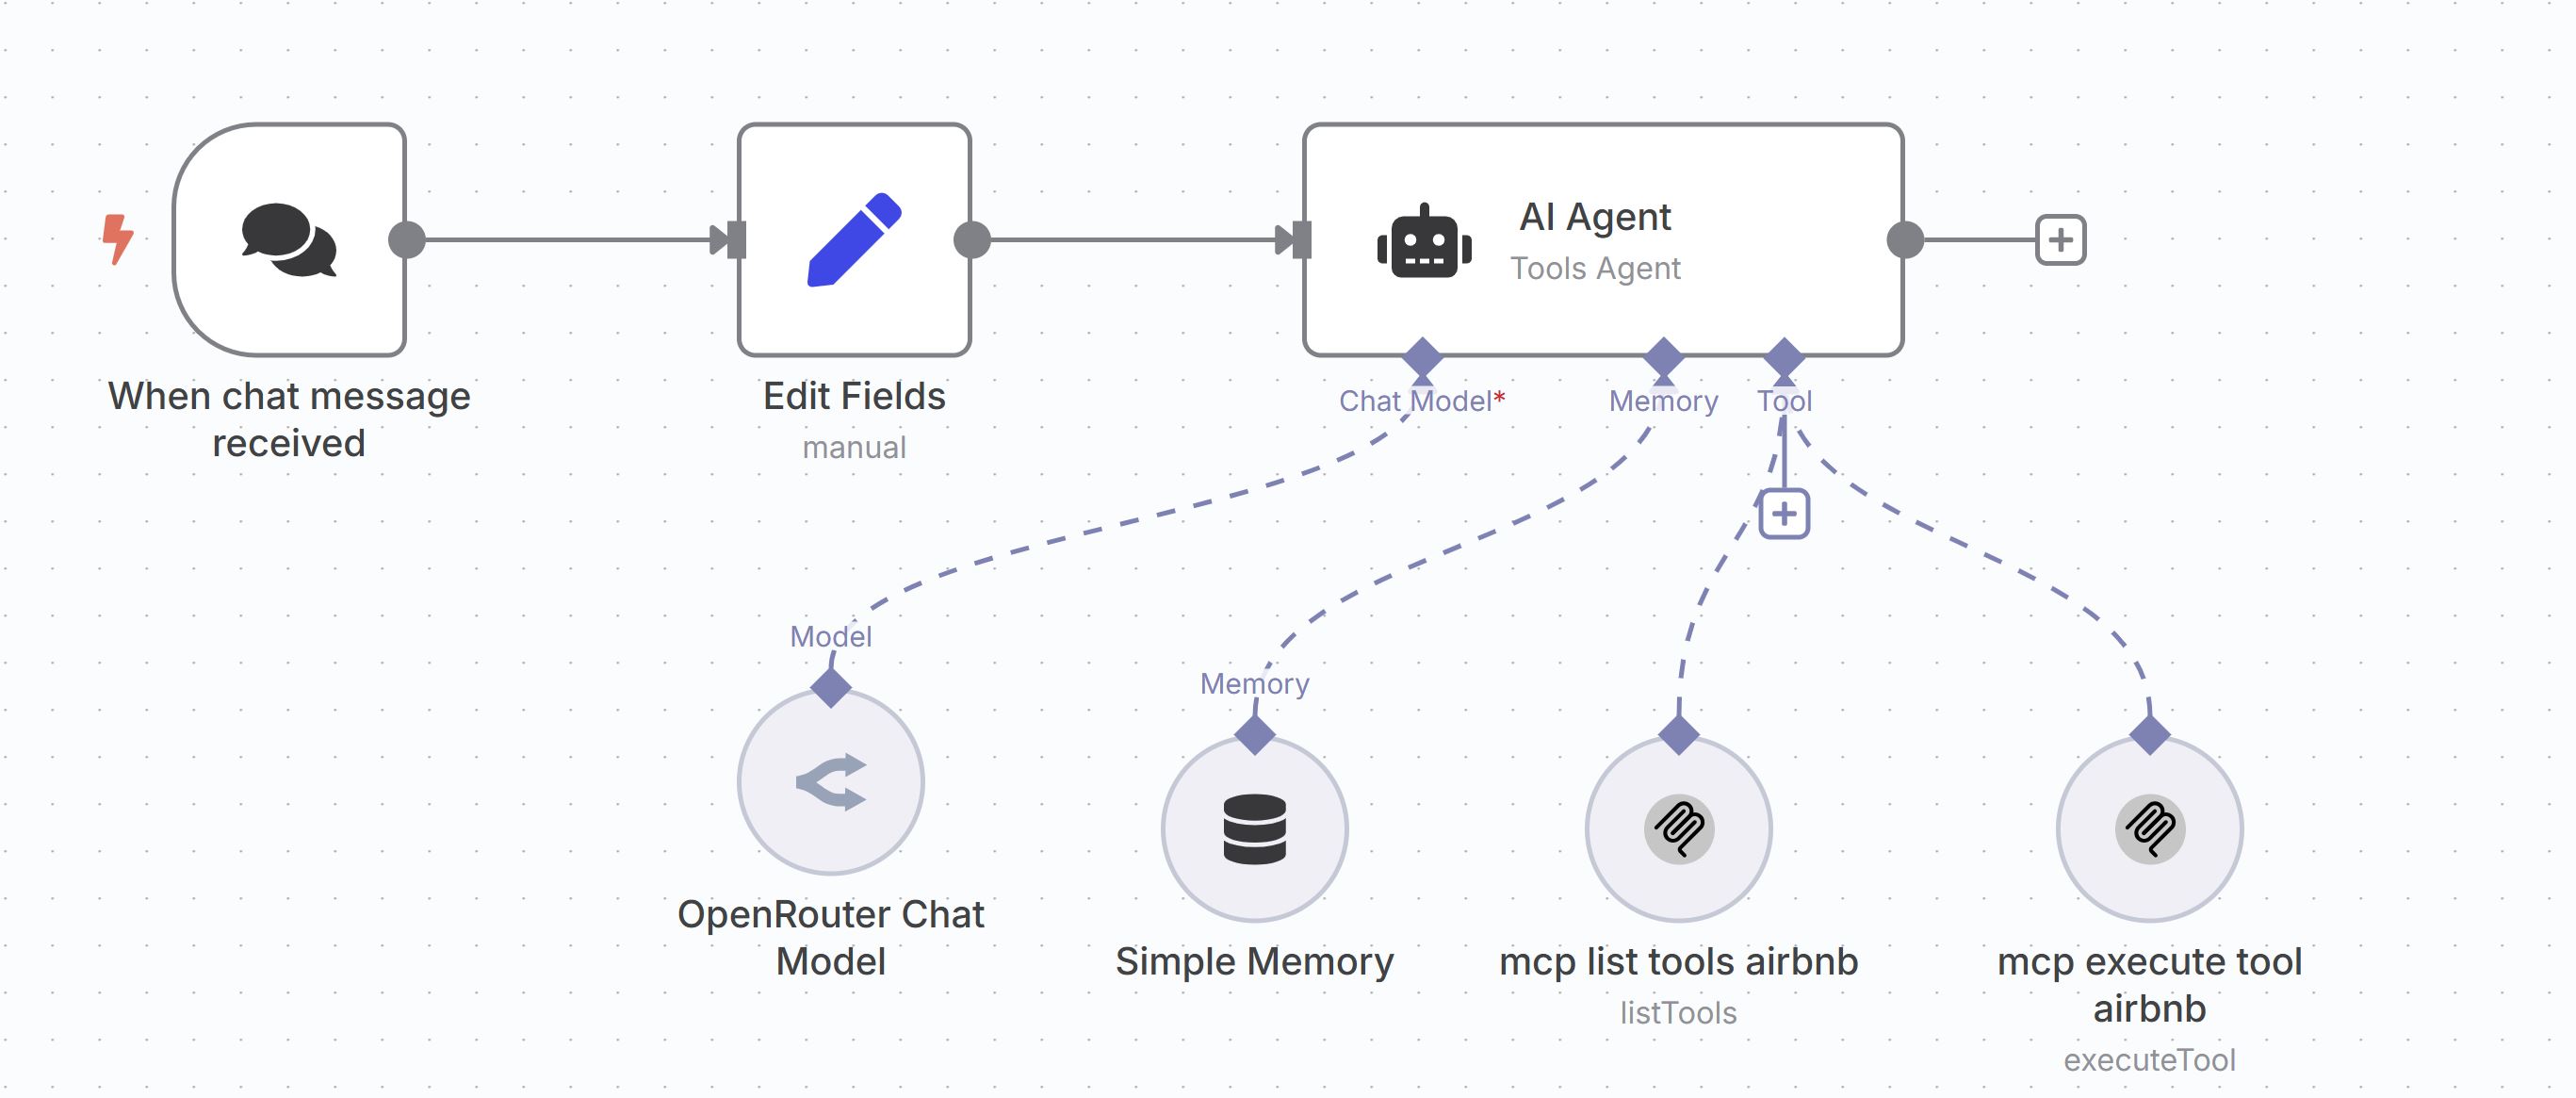 AI Agent
Tools Agent
When chat message
received
Edit Fields
manual
Chat Model*
Memory
Tool
Model
Memory
OpenRouter Chat
Model
Simple Memory
mcp list tools airbnb
listTools
mcp execute tool
airbnb
executeTool